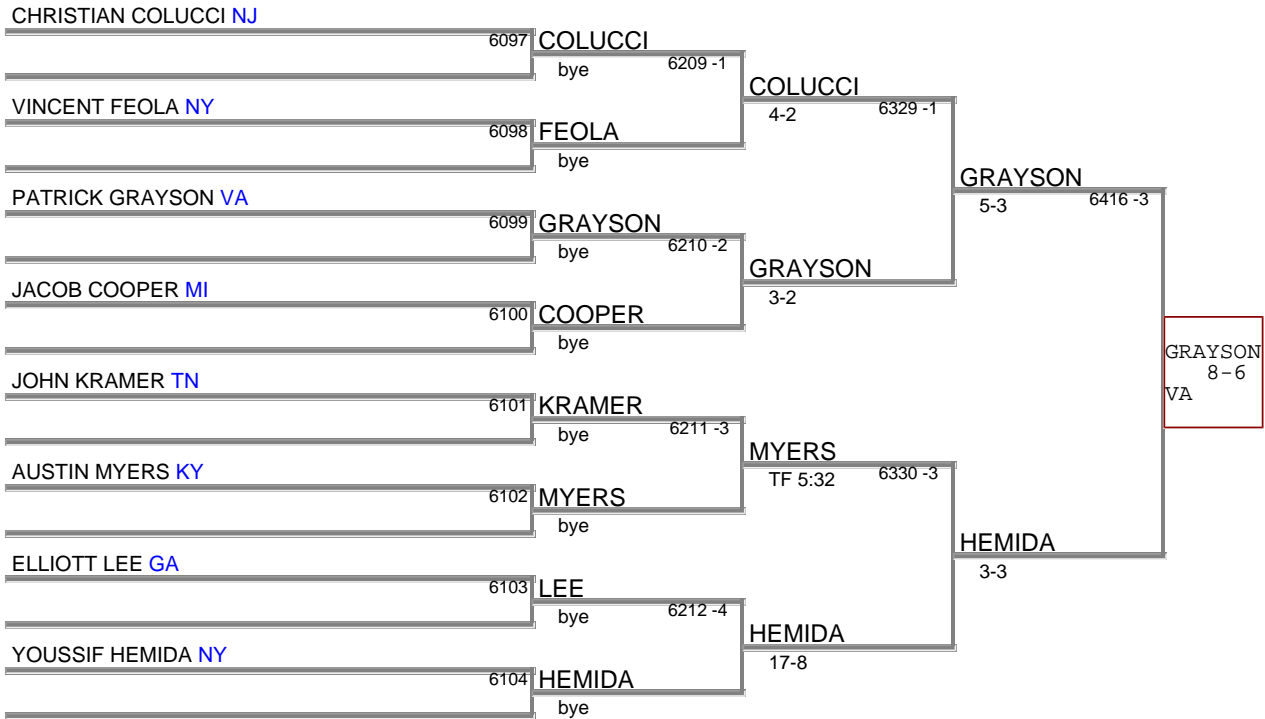 CHRISTIAN COLUCCI NJ
6097 COLUCCI
bye
6209 -1
COLUCCI
4-2
6329 -1
VINCENT FEOLA NY
6098 FEOLA
bye
GRAYSON
5-3
6416 -3
PATRICK GRAYSON VA
6099 GRAYSON
bye
6210 -2
GRAYSON
3-2
JACOB COOPER MI
6100 COOPER
bye
GRAYSON
8-6
VA
JOHN KRAMER TN
6101 KRAMER
bye
6211 -3
MYERS
TF 5:32
6330 -3
AUSTIN MYERS KY
6102 MYERS
bye
HEMIDA
3-3
ELLIOTT LEE GA
6103 LEE
bye
6212 -4
HEMIDA
17-8
YOUSSIF HEMIDA NY
6104 HEMIDA
bye